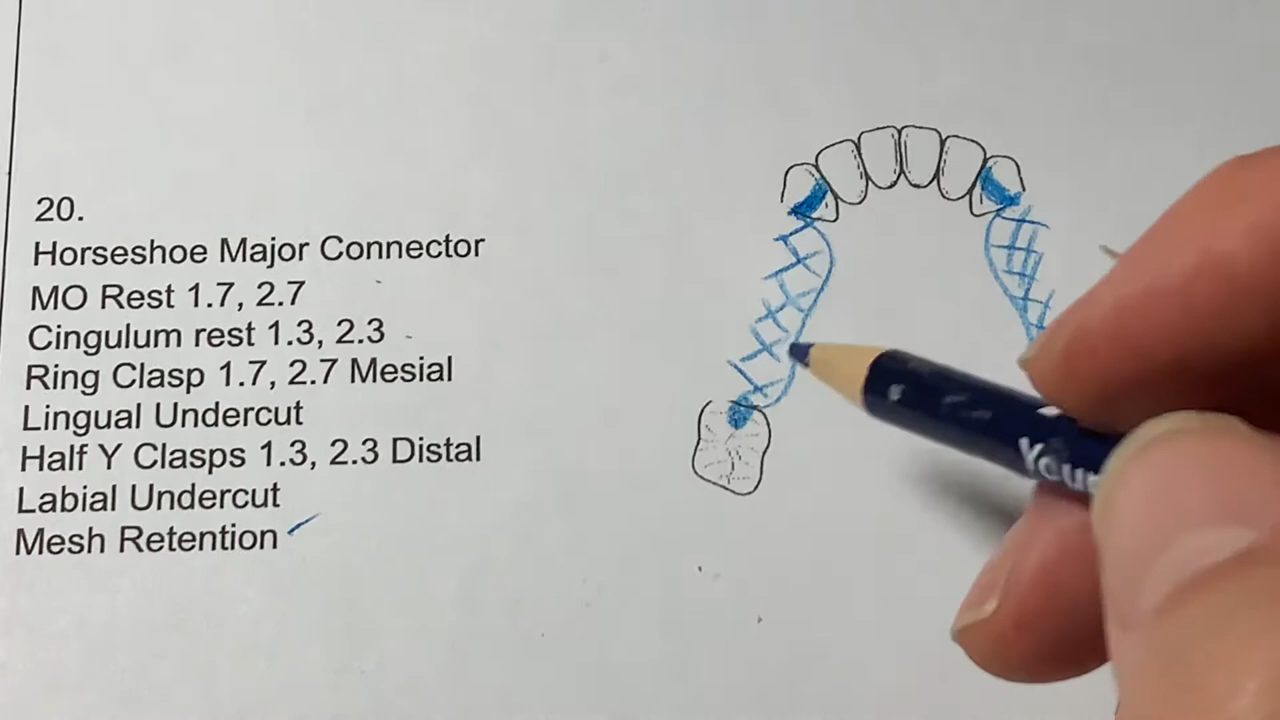 20.
Horseshoe Major Connector
MO Rest 1.7, 2.7
Cingulum rest 1.3, 2.3
Ring Clasp 1.7, 2.7 Mesial
Lingual Undercut
Half Y Clasps 1.3, 2.3 Distal
Labial Undercut
Mesh Retention